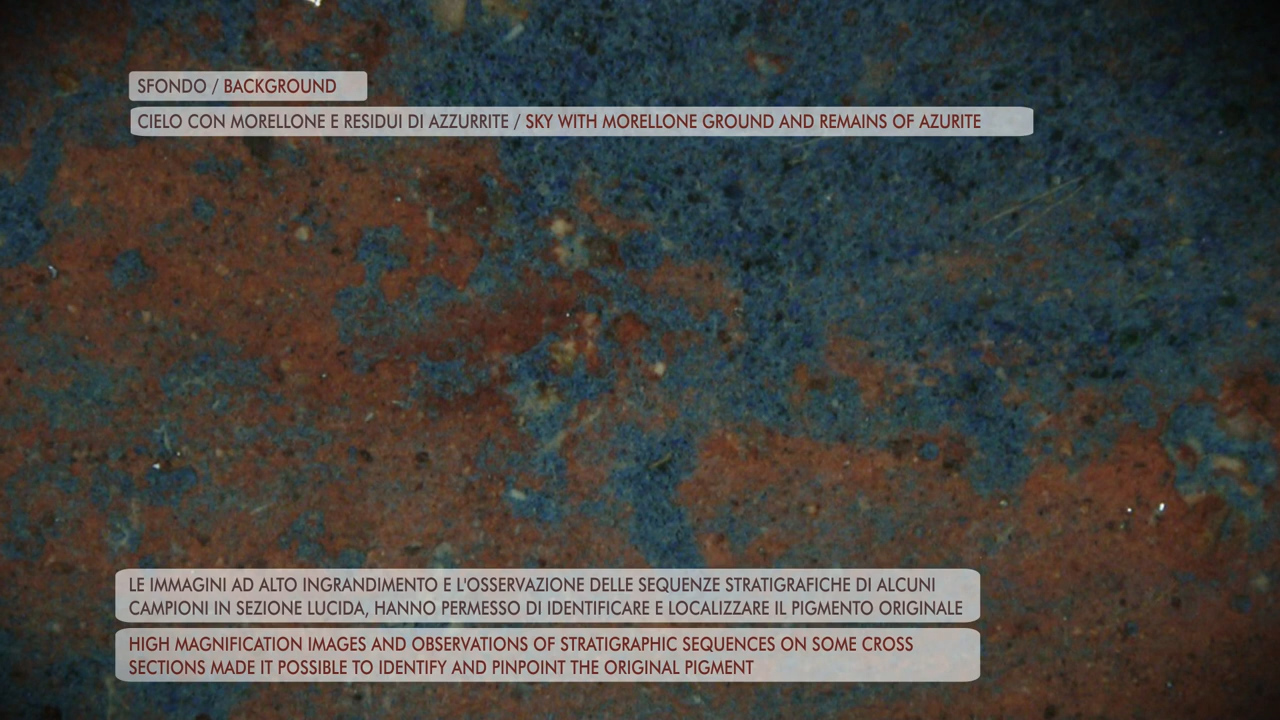 SFONDO / BACKGROUND
CIELO CON MORELLONE E RESIDUI DI AZZURRITE / SKY WITH MORELLONE GROUND AND REMAINS OF AZURITE
LE IMMAGINI AD ALTO INGRANDIMENTO E L'OSSERVAZIONE DELLE SEQUENZE STRATIGRAFICHE DI ALCUNI
CAMPIONI IN SEZIONE LUCIDA, HANNO PERMESSO DI IDENTIFICARE E LOCALIZZARE IL PIGMENTO ORIGINALE
HIGH MAGNIFICATION IMAGES AND OBSERVATIONS OF STRATIGRAPHIC SEQUENCES ON SOME CROSS
SECTIONS MADE IT POSSIBLE TO IDENTIFY AND PINPOINT THE ORIGINAL PIGMENT